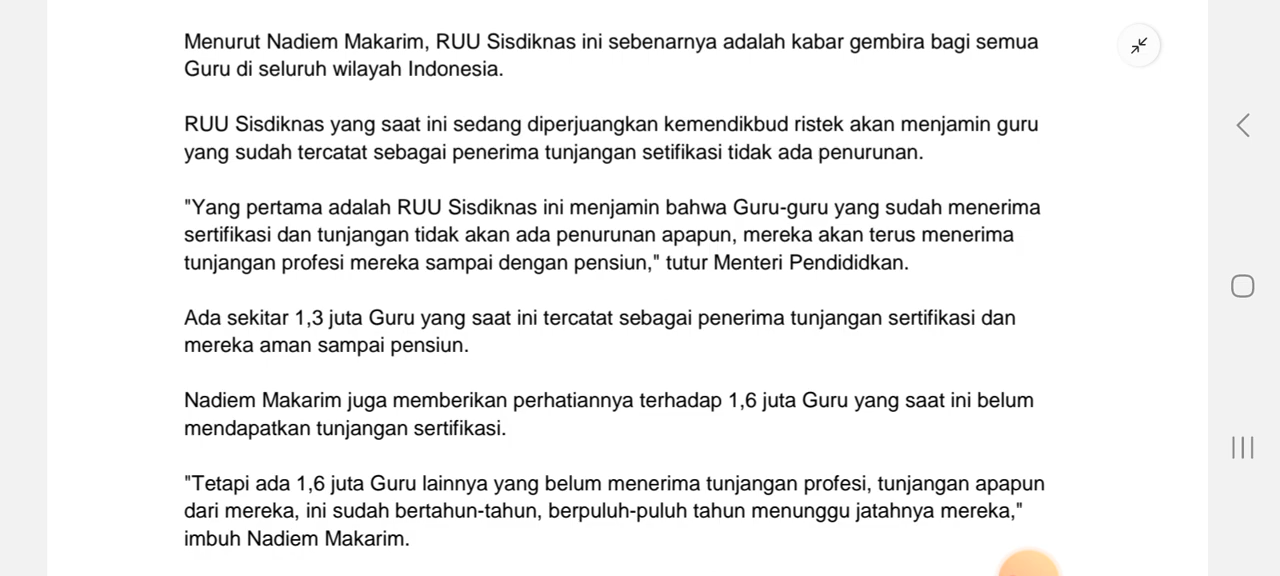 Menurut Nadiem Makarim, RUU Sisdiknas ini sebenarnya adalah kabar gembira bagi semua
Guru di seluruh wilayah Indonesia.
RUU Sisdiknas yang saat ini sedang diperjuangkan kemendikbud ristek akan menjamin guru
yang sudah tercatat sebagai penerima tunjangan setifikasi tidak ada penurunan.
"Yang pertama adalah RUU Sisdiknas ini menjamin bahwa Guru-guru yang sudah menerima
sertifikasi dan tunjangan tidak akan ada penurunan apapun, mereka akan terus menerima
tunjangan profesi mereka sampai dengan pensiun," tutur Menteri Pendididkan.
Ada sekitar 1,3 juta Guru yang saat ini tercatat sebagai penerima tunjangan sertifikasi dan
mereka aman sampai pensiun.
Nadiem Makarim juga memberikan perhatiannya terhadap 1,6 juta Guru yang saat ini belum
mendapatkan tunjangan sertifikasi.
"Tetapi ada 1,6 juta Guru lainnya yang belum menerima tunjangan profesi, tunjangan apapun
dari mereka, ini sudah bertahun-tahun, berpuluh-puluh tahun menunggu jatahnya mereka,"
imbuh Nadiem Makarim.